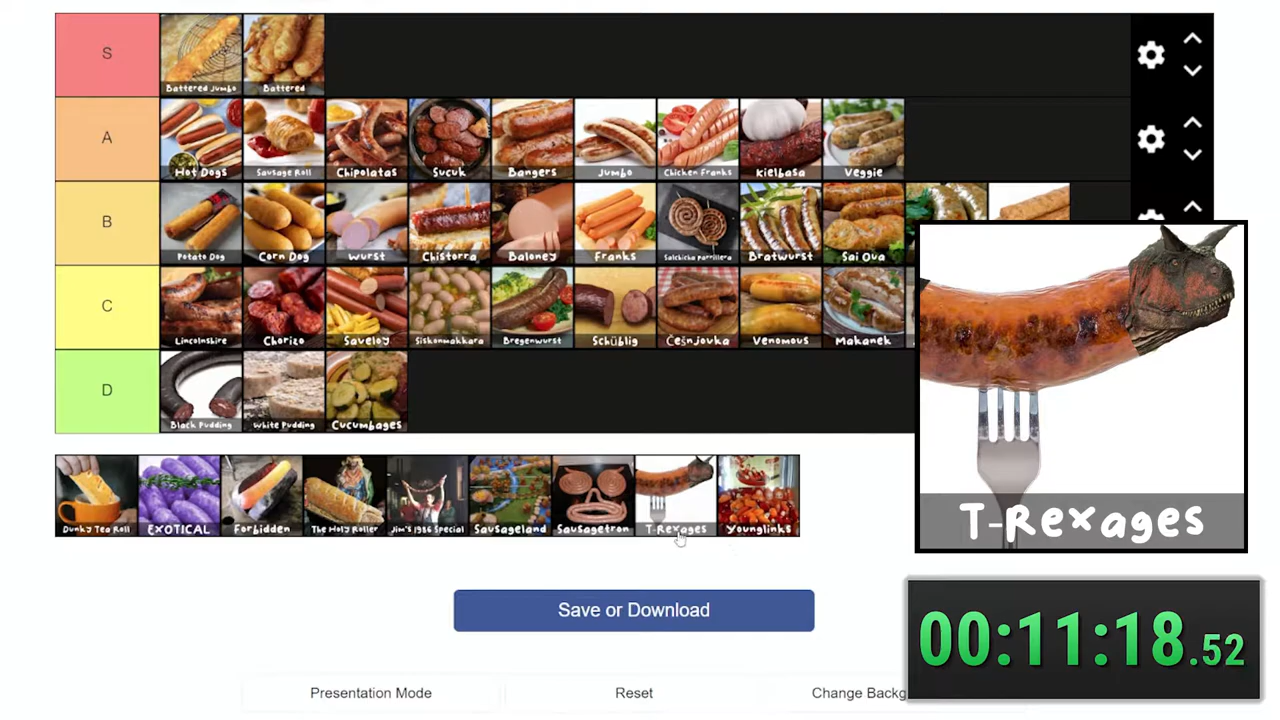 S
Battered Jumbo Battered
A
Hot Dogs Sausage Roll Chipolatas Sucuk Bangers Jumbo Chicken Franks Kielbasa Veggie
B
Potato Dog Corn Dog Wurst Chistorra Baloney Franks Salchicha Parrillera Bratwurst Sai Oua
C
Lincolnshire Chorizo Saveloy Siskonmakkara Bregenwurst Schüblig Češnjovka Venomous Makanek
D
Black Pudding White Pudding Cucumbages
Dunky Tea Roll EXOTICAL Forbidden The Holy Roller Jim's 1986 Special Sausageland Sausagetron T-Rexages Younglinks
T-Rexages
Save or Download
00:11:18.52
Presentation Mode Reset Change Backg